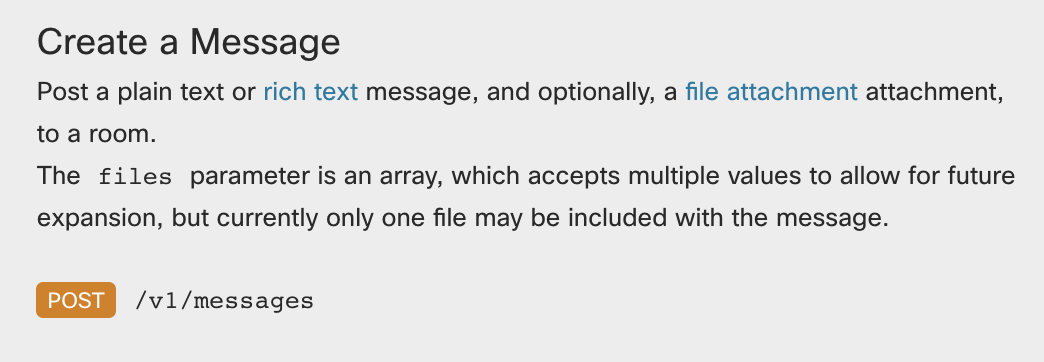 Create a Message
Post a plain text or rich text message, and optionally, a file attachment attachment,
to a room.
The files parameter is an array, which accepts multiple values to allow for future
expansion, but currently only one file may be included with the message.
POST /v1/messages